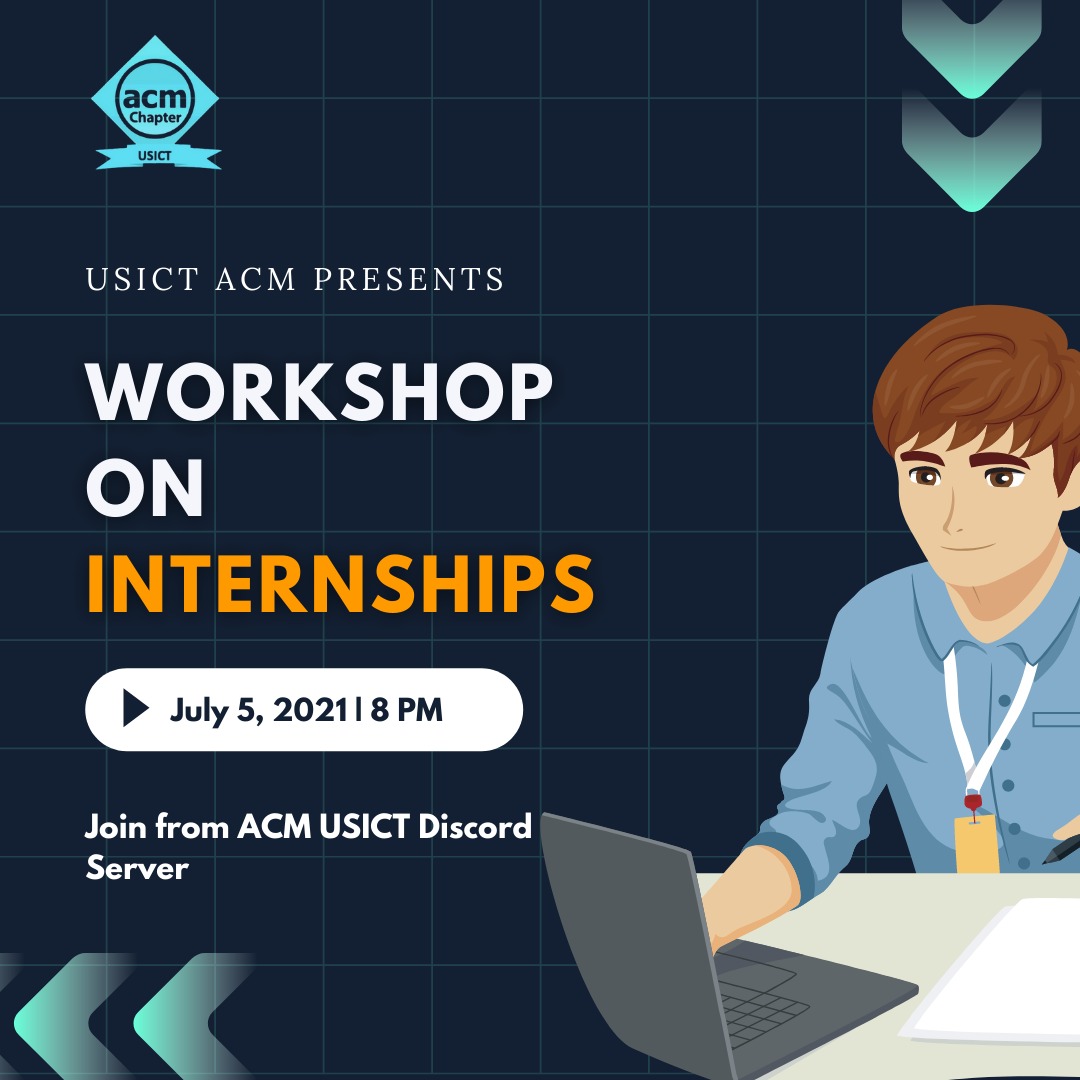 acm
Chapter
USICT
USICT ACM PRESENTS
WORKSHOP
ON
INTERNSHIPS
July 5, 2021 | 8 PM
Join from ACM USICT Discord
Server